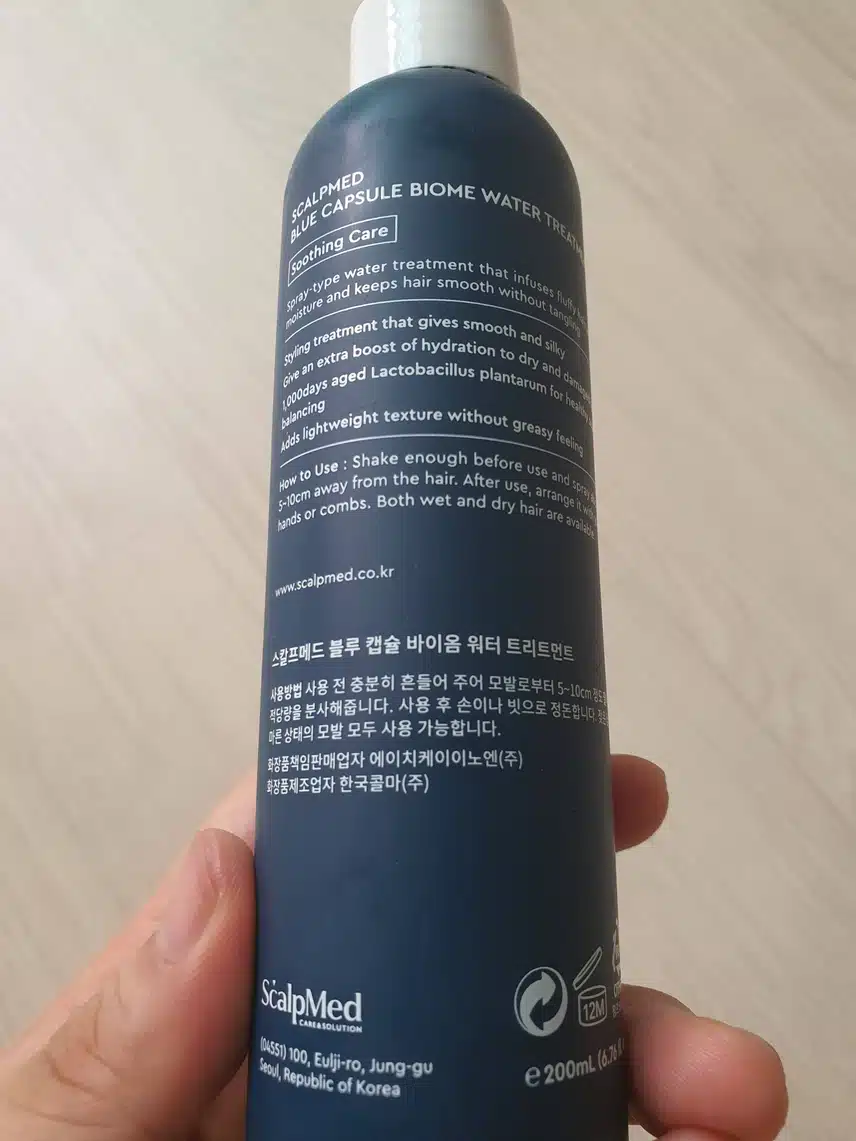 SCALPMED
BLUE CAPSULE BIOME WATER
Soothing Care
Spray-type water treatment that infuses fluffy
moisture and keeps hair smooth without tangling
Styling treatment that gives smooth and silky
Give an extra boost of hydration to dry and
1,000days aged Lactobacillus plantarum for
balancing
Adds lightweight texture without greasy feeling
How to Use : Shake enough before use and spray
5~10cm away from the hair. After use, arrange it
hands or combs. Both wet and dry hair are available
www.scalpmed.co.kr
스칼프메드 블루 캡슐 바이옴 워터 트리트먼트
사용방법 사용 전 충분히 흔들어 주어 모발로부터 5~10cm
적당량을 분사해줍니다. 사용 후 손이나 빗으로 정돈합니다.
마른 상태의 모발 모두 사용 가능합니다.
화장품책임판매업자 에이치케이이노엔(주)
화장품제조업자 한국콜마(주)
ScalpMed
CARE&SOLUTION
12M
(04551) 100, Eulji-ro, Jung-gu
Seoul, Republic of Korea
e 200mL (6.76